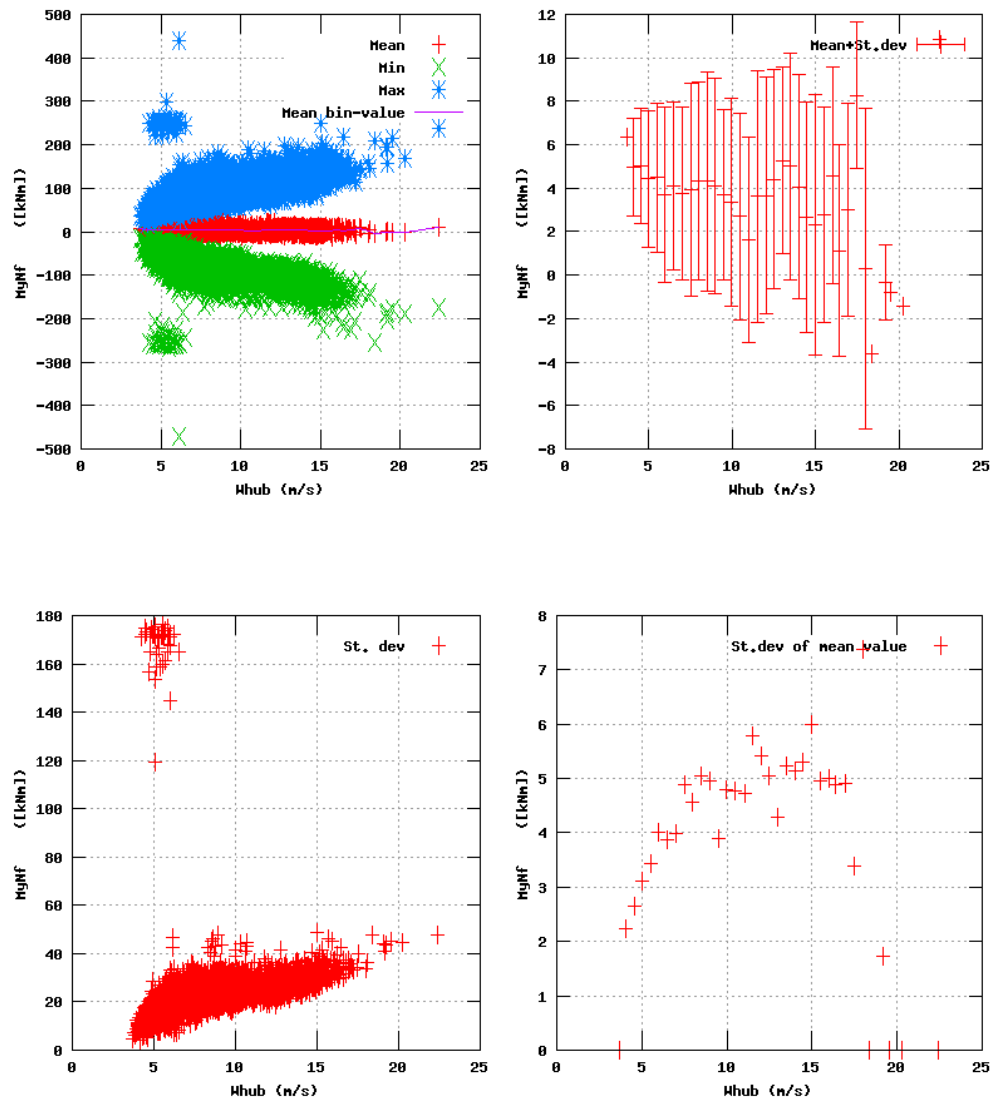 500
400
300
200
100
0
-100
-200
-300
-400
-500
0 5 10 15 20 25
MyNf ([kNm])
Whub (m/s)
Mean
Min
Max
Mean bin-value
12
10
8
6
4
2
0
-2
-4
-6
-8
0 5 10 15 20 25
MyNf ([kNm])
Whub (m/s)
Mean+St.dev
180
160
140
120
100
80
60
40
20
0
0 5 10 15 20 25
MyNf ([kNm])
Whub (m/s)
St. dev
8
7
6
5
4
3
2
1
0
0 5 10 15 20 25
MyNf ([kNm])
Whub (m/s)
St.dev of mean value